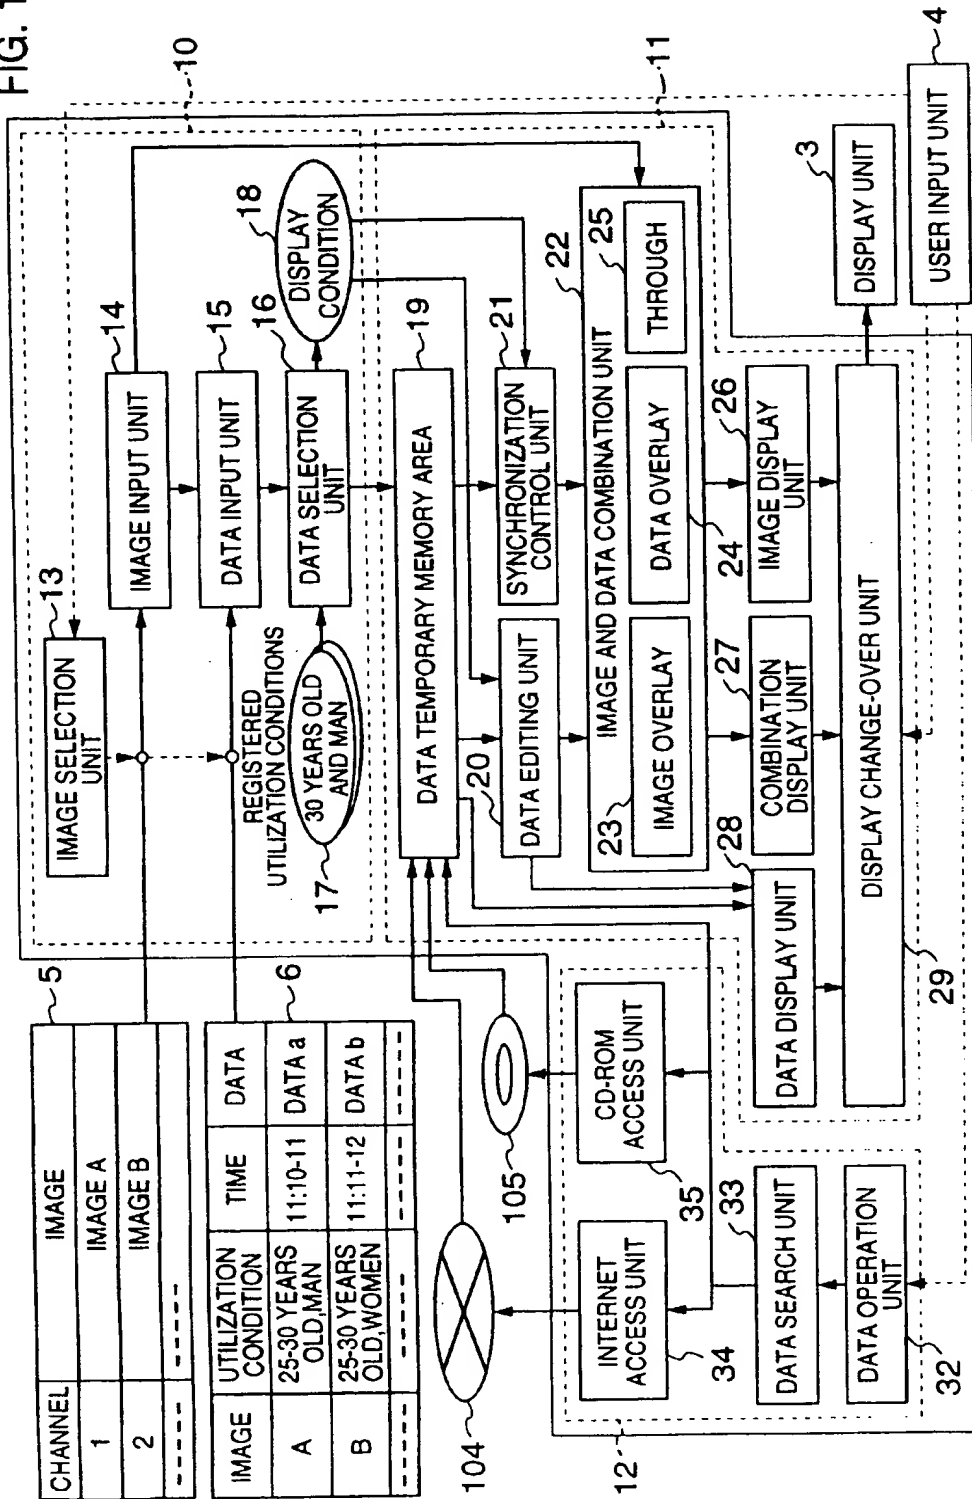 FIG. 1
5
CHANNEL IMAGE
1 IMAGE A
2 IMAGE B
6
IMAGE UTILIZATION CONDITION TIME DATA
A 25-30 YEARS OLD,MAN 11:10-11 DATA a
B 25-30 YEARS OLD,WOMEN 11:11-12 DATA b
10
13
IMAGE SELECTION
UNIT
14
IMAGE INPUT UNIT
15
DATA INPUT UNIT
16
DATA SELECTION
UNIT
REGISTERED
UTILIZATION CONDITIONS
17
30 YEARS OLD
AND MAN
18
DISPLAY
CONDITION
11
19
DATA TEMPORARY MEMORY AREA
20
DATA EDITING UNIT
21
SYNCHRONIZATION
CONTROL UNIT
22
IMAGE AND DATA COMBINATION UNIT
23
IMAGE OVERLAY
24
DATA OVERLAY
25
THROUGH
26
IMAGE DISPLAY
UNIT
27
COMBINATION
DISPLAY UNIT
28
DATA DISPLAY UNIT
29
DISPLAY CHANGE-OVER UNIT
3
DISPLAY UNIT
4
USER INPUT UNIT
104
105
12
34
INTERNET
ACCESS UNIT
35
CD-ROM
ACCESS UNIT
33
DATA SEARCH UNIT
32
DATA OPERATION
UNIT